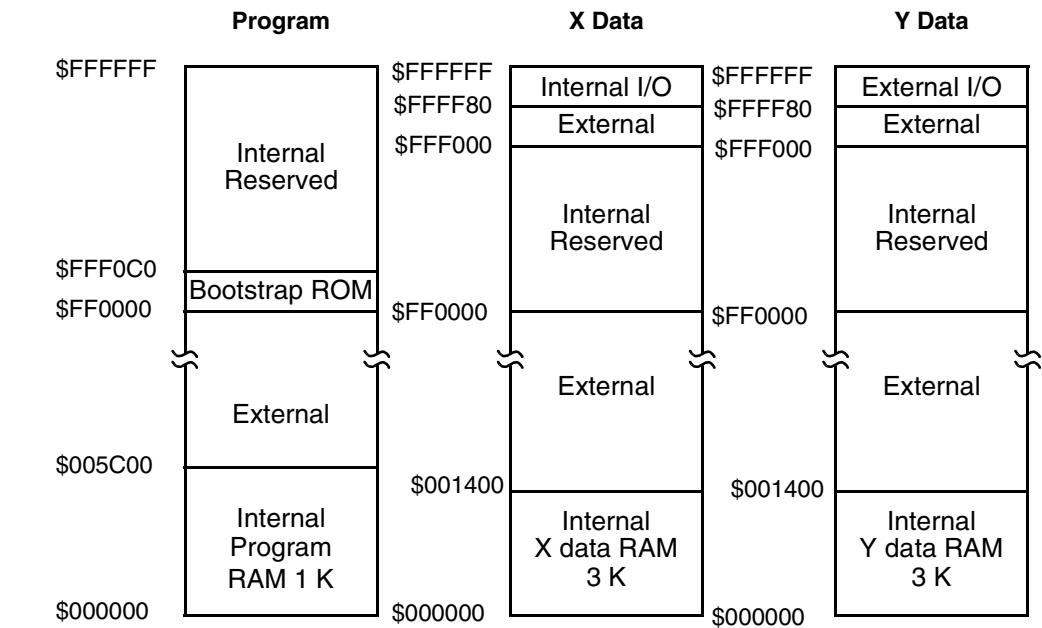 Program
$FFFFFF
Internal
Reserved
$FFF0C0
Bootstrap ROM
$FF0000
External
$005C00
Internal
Program
RAM 1 K
$000000
X Data
$FFFFFF
Internal I/O
$FFFF80
External
$FFF000
Internal
Reserved
$FF0000
External
$001400
Internal
X data RAM
3 K
$000000
Y Data
$FFFFFF
External I/O
$FFFF80
External
$FFF000
Internal
Reserved
$FF0000
External
$001400
Internal
Y data RAM
3 K
$000000